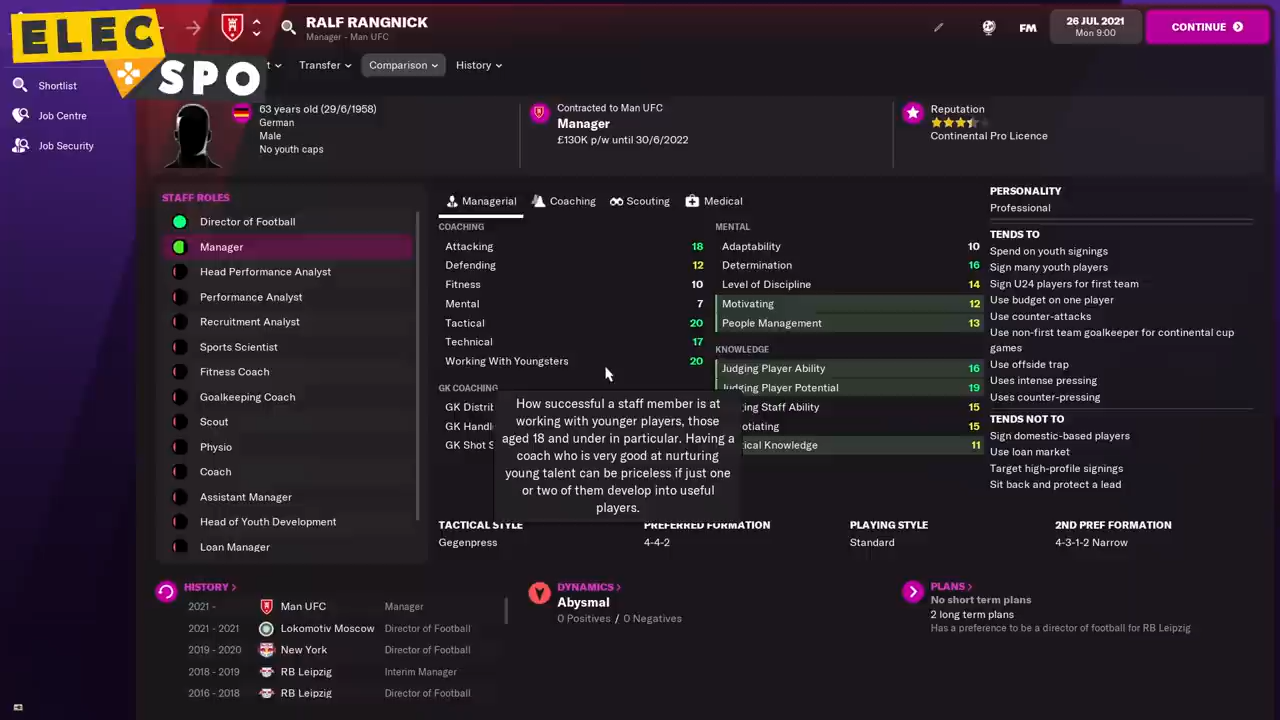 ELEC
SPO
RALF RANGNICK
Manager - Man UFC
FM
26 JUL 2021
Mon 9:00
CONTINUE
Transfer
Comparison
History
Shortlist
Job Centre
Job Security
63 years old (29/6/1958)
German
Male
No youth caps
Contracted to Man UFC
Manager
£130K p/w until 30/6/2022
Reputation
Continental Pro Licence
STAFF ROLES
Director of Football
Manager
Head Performance Analyst
Performance Analyst
Recruitment Analyst
Sports Scientist
Fitness Coach
Goalkeeping Coach
Scout
Physio
Coach
Assistant Manager
Head of Youth Development
Loan Manager
Managerial
Coaching
Scouting
Medical
COACHING
Attacking 18
Defending 12
Fitness 10
Mental 7
Tactical 20
Technical 17
Working With Youngsters 20
GK COACHING
GK Distrib
GK Handl
GK Shot S
How successful a staff member is at
working with younger players, those
aged 18 and under in particular. Having a
coach who is very good at nurturing
young talent can be priceless if just one
or two of them develop into useful
players.
MENTAL
Adaptability 10
Determination 16
Level of Discipline 14
Motivating 12
People Management 13
KNOWLEDGE
Judging Player Ability 16
Judging Player Potential 19
ging Staff Ability 15
otiating 15
tical Knowledge 11
PERSONALITY
Professional
TENDS TO
Spend on youth signings
Sign many youth players
Sign U24 players for first team
Use budget on one player
Use counter-attacks
Use non-first team goalkeeper for continental cup
games
Use offside trap
Uses intense pressing
Uses counter-pressing
TENDS NOT TO
Sign domestic-based players
Use loan market
Target high-profile signings
Sit back and protect a lead
TACTICAL STYLE
Gegenpress
PREFERRED FORMATION
4-4-2
PLAYING STYLE
Standard
2ND PREF FORMATION
4-3-1-2 Narrow
HISTORY
2021 - Man UFC Manager
2021 - 2021 Lokomotiv Moscow Director of Football
2019 - 2020 New York Director of Football
2018 - 2019 RB Leipzig Interim Manager
2016 - 2018 RB Leipzig Director of Football
DYNAMICS
Abysmal
0 Positives / 0 Negatives
PLANS
No short term plans
2 long term plans
Has a preference to be a director of football for RB Leipzig